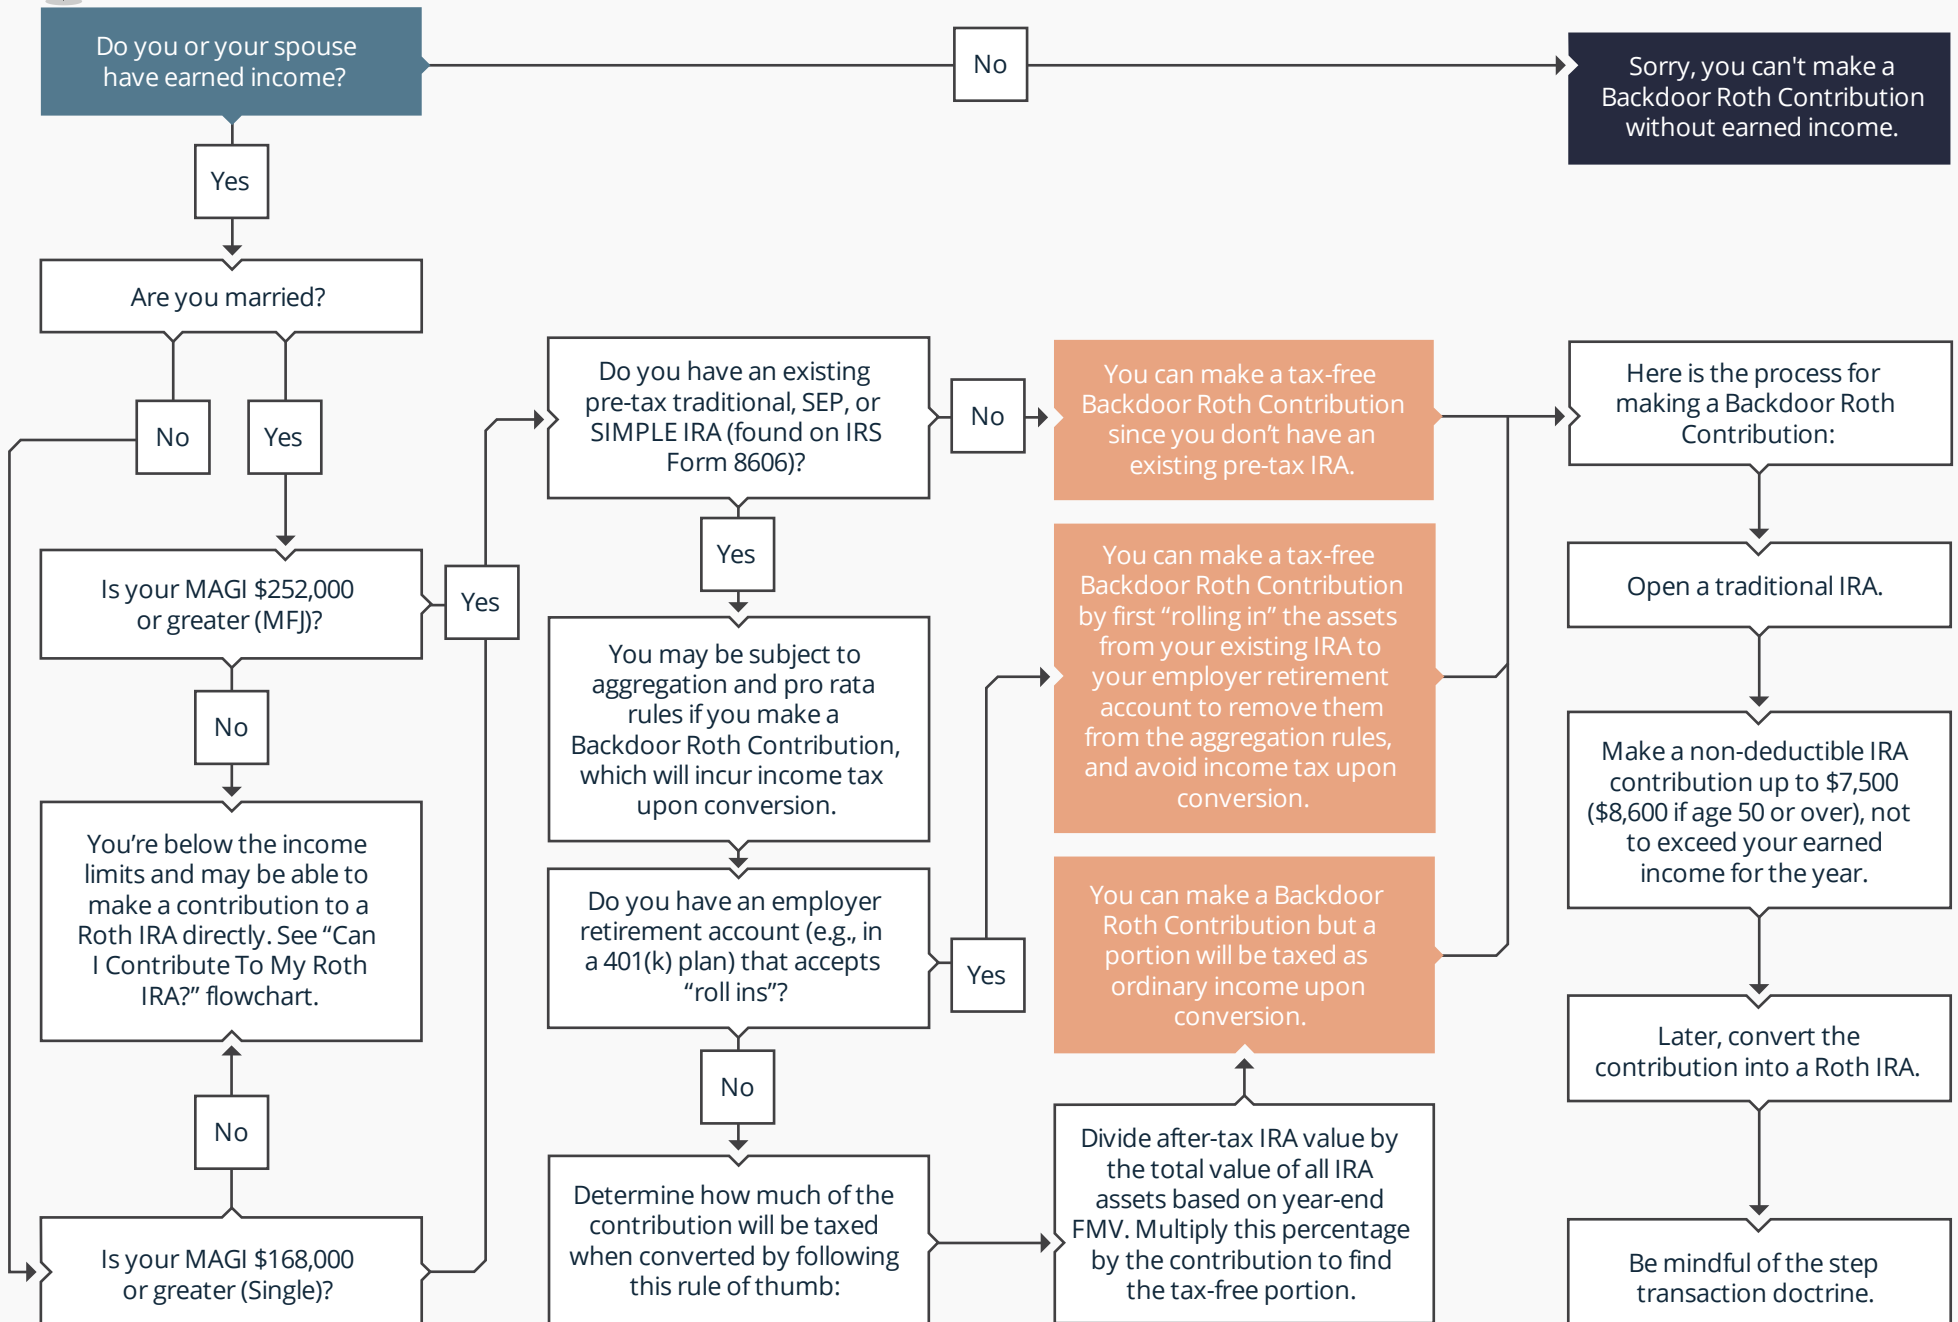 Do you or your spouse
have earned income?
No
Sorry, you can't make a
Backdoor Roth Contribution
without earned income.
Yes
Are you married?
No
Yes
Is your MAGI $252,000
or greater (MFJ)?
Yes
No
You’re below the income
limits and may be able to
make a contribution to a
Roth IRA directly. See “Can
I Contribute To My Roth
IRA?” flowchart.
No
Is your MAGI $168,000
or greater (Single)?
Do you have an existing
pre-tax traditional, SEP, or
SIMPLE IRA (found on IRS
Form 8606)?
No
Yes
You may be subject to
aggregation and pro rata
rules if you make a
Backdoor Roth Contribution,
which will incur income tax
upon conversion.
Do you have an employer
retirement account (e.g., in
a 401(k) plan) that accepts
“roll ins”?
Yes
No
Determine how much of the
contribution will be taxed
when converted by following
this rule of thumb:
You can make a tax-free
Backdoor Roth Contribution
since you don’t have an
existing pre-tax IRA.
You can make a tax-free
Backdoor Roth Contribution
by first “rolling in” the assets
from your existing IRA to
your employer retirement
account to remove them
from the aggregation rules,
and avoid income tax upon
conversion.
You can make a Backdoor
Roth Contribution but a
portion will be taxed as
ordinary income upon
conversion.
Divide after-tax IRA value by
the total value of all IRA
assets based on year-end
FMV. Multiply this percentage
by the contribution to find
the tax-free portion.
Here is the process for
making a Backdoor Roth
Contribution:
Open a traditional IRA.
Make a non-deductible IRA
contribution up to $7,500
($8,600 if age 50 or over), not
to exceed your earned
income for the year.
Later, convert the
contribution into a Roth IRA.
Be mindful of the step
transaction doctrine.